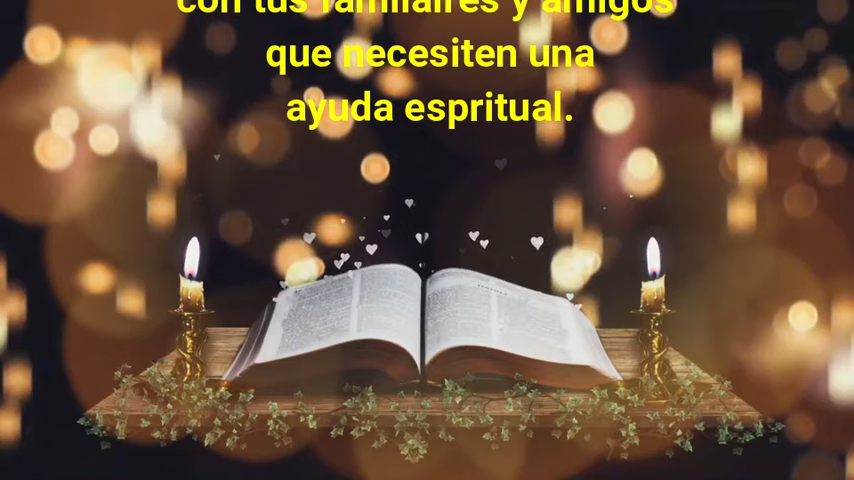 con tus familiares y amigos
que necesiten una
ayuda espritual.